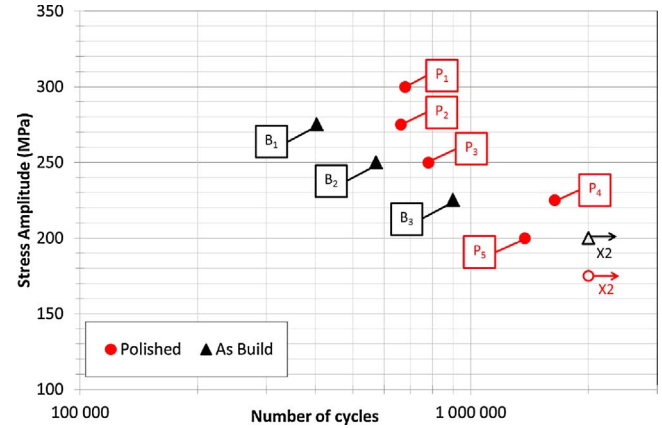 350
300
250
200
150
100
Stress Amplitude (MPa)
P1
P2
B1
P3
B2
P4
B3
P5
X2
X2
Polished
As Build
100 000
Number of cycles
1 000 000